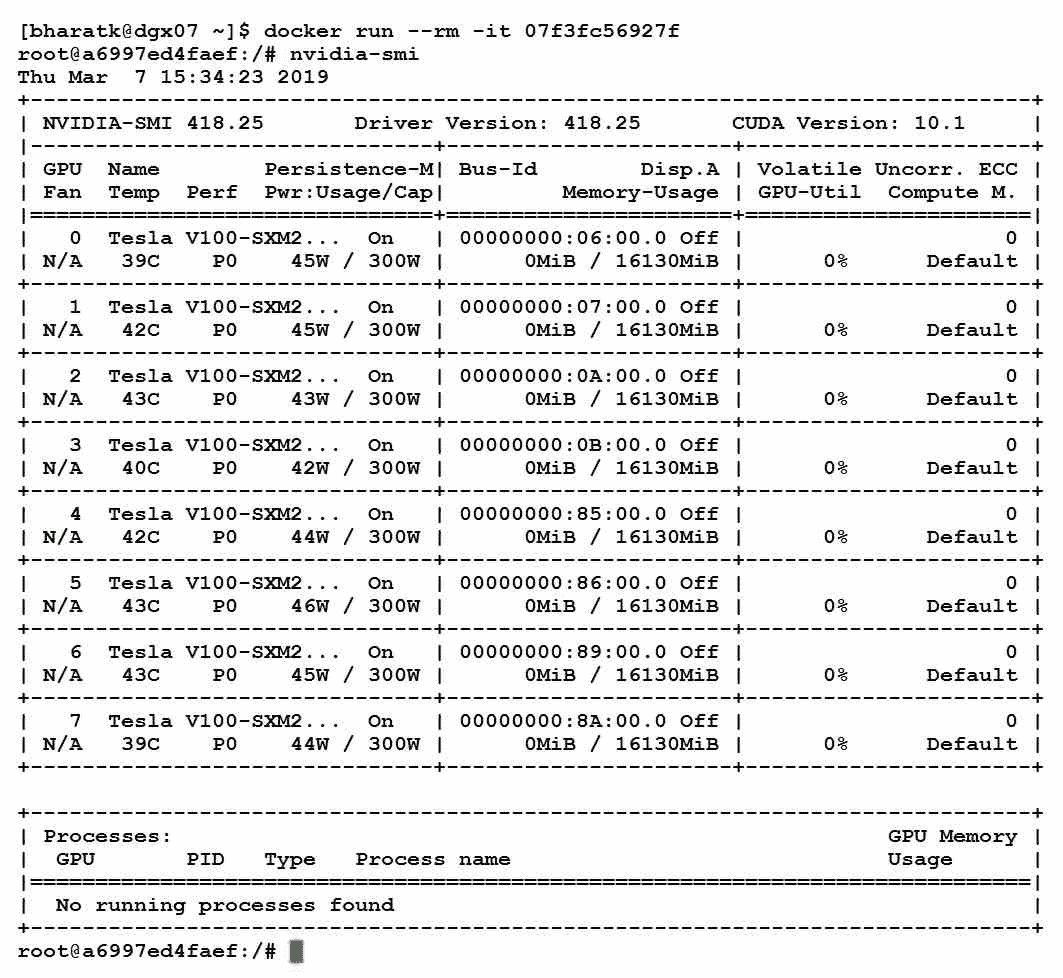 [bharatk@dgx07 ~]$ docker run --rm -it 07f3fc56927f
root@a6997ed4faef:/# nvidia-smi
Thu Mar  7 15:34:23 2019
+-----------------------------------------------------------------------------+
| NVIDIA-SMI 418.25       Driver Version: 418.25       CUDA Version: 10.1     |
|-------------------------------+----------------------+----------------------+
| GPU  Name        Persistence-M| Bus-Id        Disp.A | Volatile Uncorr. ECC |
| Fan  Temp  Perf  Pwr:Usage/Cap|         Memory-Usage | GPU-Util  Compute M. |
|===============================+======================+======================|
|   0  Tesla V100-SXM2...  On   | 00000000:06:00.0 Off |                    0 |
| N/A   39C    P0    45W / 300W |      0MiB / 16130MiB |      0%      Default |
+-------------------------------+----------------------+----------------------+
|   1  Tesla V100-SXM2...  On   | 00000000:07:00.0 Off |                    0 |
| N/A   42C    P0    45W / 300W |      0MiB / 16130MiB |      0%      Default |
+-------------------------------+----------------------+----------------------+
|   2  Tesla V100-SXM2...  On   | 00000000:0A:00.0 Off |                    0 |
| N/A   43C    P0    43W / 300W |      0MiB / 16130MiB |      0%      Default |
+-------------------------------+----------------------+----------------------+
|   3  Tesla V100-SXM2...  On   | 00000000:0B:00.0 Off |                    0 |
| N/A   40C    P0    42W / 300W |      0MiB / 16130MiB |      0%      Default |
+-------------------------------+----------------------+----------------------+
|   4  Tesla V100-SXM2...  On   | 00000000:85:00.0 Off |                    0 |
| N/A   42C    P0    44W / 300W |      0MiB / 16130MiB |      0%      Default |
+-------------------------------+----------------------+----------------------+
|   5  Tesla V100-SXM2...  On   | 00000000:86:00.0 Off |                    0 |
| N/A   43C    P0    46W / 300W |      0MiB / 16130MiB |      0%      Default |
+-------------------------------+----------------------+----------------------+
|   6  Tesla V100-SXM2...  On   | 00000000:89:00.0 Off |                    0 |
| N/A   43C    P0    45W / 300W |      0MiB / 16130MiB |      0%      Default |
+-------------------------------+----------------------+----------------------+
|   7  Tesla V100-SXM2...  On   | 00000000:8A:00.0 Off |                    0 |
| N/A   39C    P0    44W / 300W |      0MiB / 16130MiB |      0%      Default |
+-------------------------------+----------------------+----------------------+

+-----------------------------------------------------------------------------+
| Processes:                                                       GPU Memory |
|  GPU       PID   Type   Process name                             Usage      |
|=============================================================================|
|  No running processes found                                                 |
+-----------------------------------------------------------------------------+
root@a6997ed4faef:/#